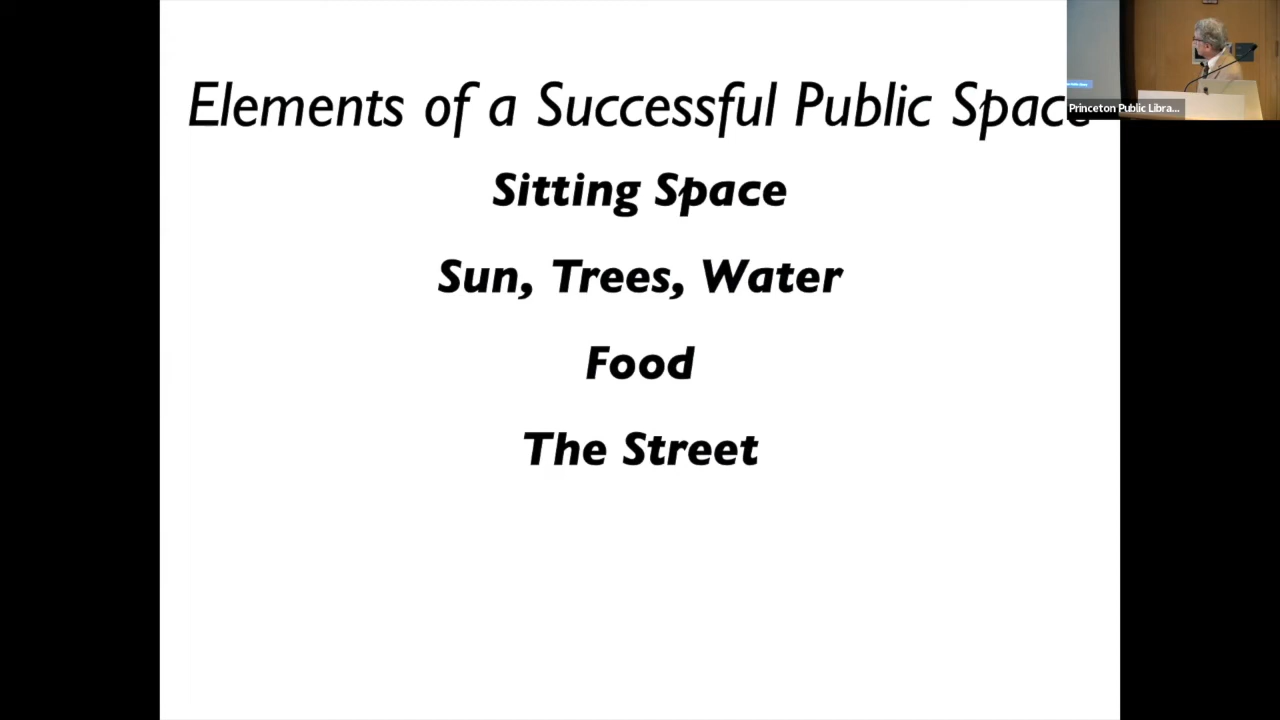 Elements of a Successful Public Space
Princeton Public Libra...
Sitting Space
Sun, Trees, Water
Food
The Street